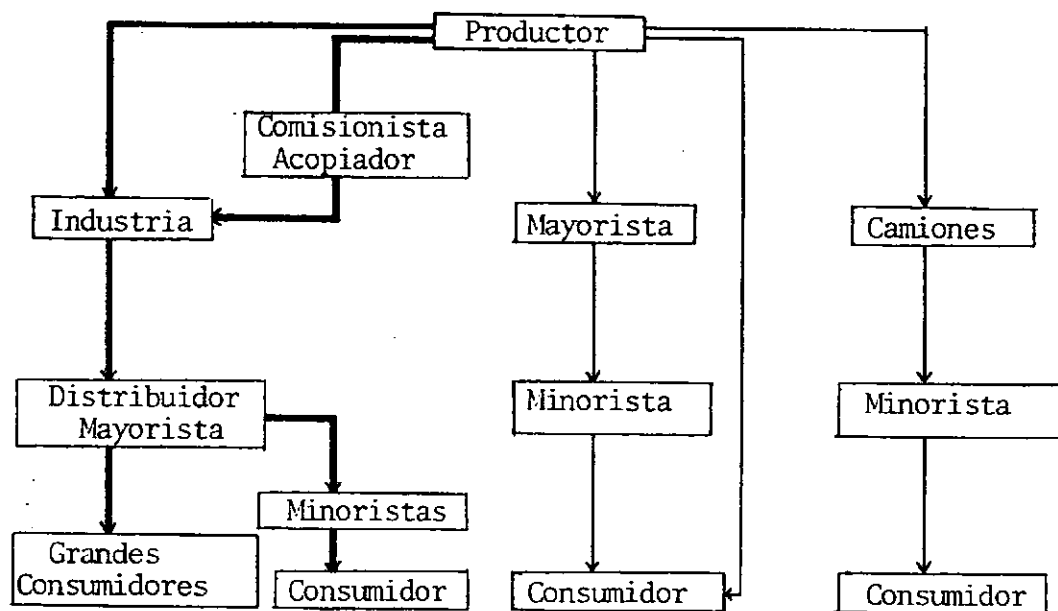 Productor
Comisionista
Acopiador
Industria
Mayorista
Camiones
Distribuidor
Mayorista
Minorista
Minorista
Minoristas
Grandes
Consumidores
Consumidor
Consumidor
Consumidor